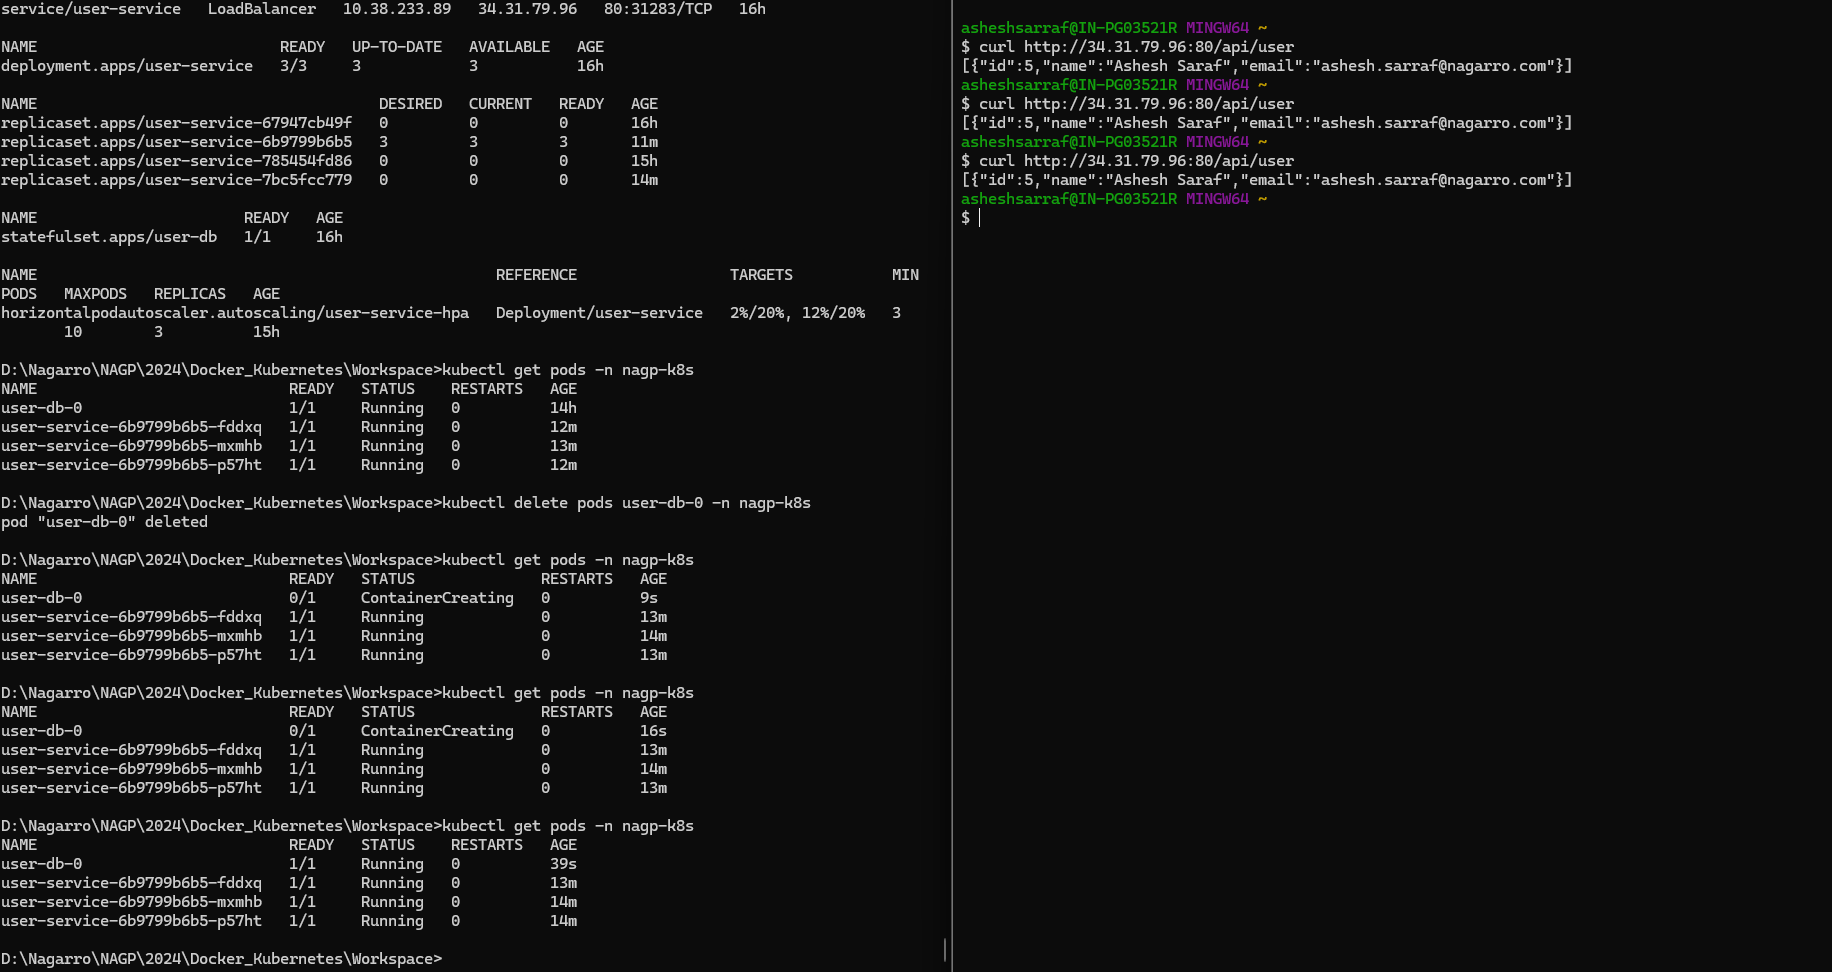 service/user-service   LoadBalancer   10.38.233.89   34.31.79.96   80:31283/TCP   16h
NAME                           READY   UP-TO-DATE   AVAILABLE   AGE
deployment.apps/user-service   3/3     3            3           16h
NAME                                      DESIRED   CURRENT   READY   AGE
replicaset.apps/user-service-67947cb49f   0         0         0       16h
replicaset.apps/user-service-6b9799b6b5   3         3         3       11m
replicaset.apps/user-service-785454fd86   0         0         0       15h
replicaset.apps/user-service-7bc5fcc779   0         0         0       14m
NAME                       READY   AGE
statefulset.apps/user-db   1/1     16h
NAME                                                   REFERENCE                 TARGETS           MIN
PODS   MAXPODS   REPLICAS   AGE
horizontalpodautoscaler.autoscaling/user-service-hpa   Deployment/user-service   2%/20%, 12%/20%   3
       10        3          15h
D:\Nagarro\NAGP\2024\Docker_Kubernetes\Workspace>kubectl get pods -n nagp-k8s
NAME                            READY   STATUS    RESTARTS   AGE
user-db-0                       1/1     Running   0          14h
user-service-6b9799b6b5-fddxq   1/1     Running   0          12m
user-service-6b9799b6b5-mxmhb   1/1     Running   0          13m
user-service-6b9799b6b5-p57ht   1/1     Running   0          12m
D:\Nagarro\NAGP\2024\Docker_Kubernetes\Workspace>kubectl delete pods user-db-0 -n nagp-k8s
pod "user-db-0" deleted
D:\Nagarro\NAGP\2024\Docker_Kubernetes\Workspace>kubectl get pods -n nagp-k8s
NAME                            READY   STATUS              RESTARTS   AGE
user-db-0                       0/1     ContainerCreating   0          9s
user-service-6b9799b6b5-fddxq   1/1     Running             0          13m
user-service-6b9799b6b5-mxmhb   1/1     Running             0          14m
user-service-6b9799b6b5-p57ht   1/1     Running             0          13m
D:\Nagarro\NAGP\2024\Docker_Kubernetes\Workspace>kubectl get pods -n nagp-k8s
NAME                            READY   STATUS              RESTARTS   AGE
user-db-0                       0/1     ContainerCreating   0          16s
user-service-6b9799b6b5-fddxq   1/1     Running             0          13m
user-service-6b9799b6b5-mxmhb   1/1     Running             0          14m
user-service-6b9799b6b5-p57ht   1/1     Running             0          13m
D:\Nagarro\NAGP\2024\Docker_Kubernetes\Workspace>kubectl get pods -n nagp-k8s
NAME                            READY   STATUS    RESTARTS   AGE
user-db-0                       1/1     Running   0          39s
user-service-6b9799b6b5-fddxq   1/1     Running   0          13m
user-service-6b9799b6b5-mxmhb   1/1     Running   0          14m
user-service-6b9799b6b5-p57ht   1/1     Running   0          14m
D:\Nagarro\NAGP\2024\Docker_Kubernetes\Workspace>
asheshsarraf@IN-PG03521R MINGW64 ~
$ curl http://34.31.79.96:80/api/user
[{"id":5,"name":"Ashesh Saraf","email":"ashesh.sarraf@nagarro.com"}]
asheshsarraf@IN-PG03521R MINGW64 ~
$ curl http://34.31.79.96:80/api/user
[{"id":5,"name":"Ashesh Saraf","email":"ashesh.sarraf@nagarro.com"}]
asheshsarraf@IN-PG03521R MINGW64 ~
$ curl http://34.31.79.96:80/api/user
[{"id":5,"name":"Ashesh Saraf","email":"ashesh.sarraf@nagarro.com"}]
asheshsarraf@IN-PG03521R MINGW64 ~
$